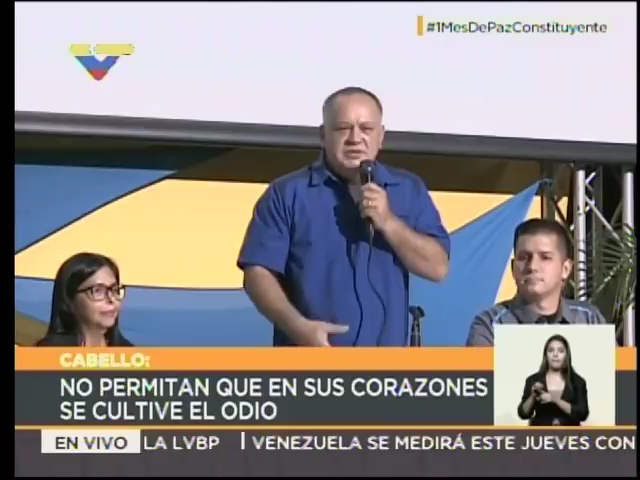 #1MesDePazConstituyente
CABELLO:
NO PERMITAN QUE EN SUS CORAZONES
SE CULTIVE EL ODIO
EN VIVO LA LVBP | VENEZUELA SE MEDIRÁ ESTE JUEVES CON